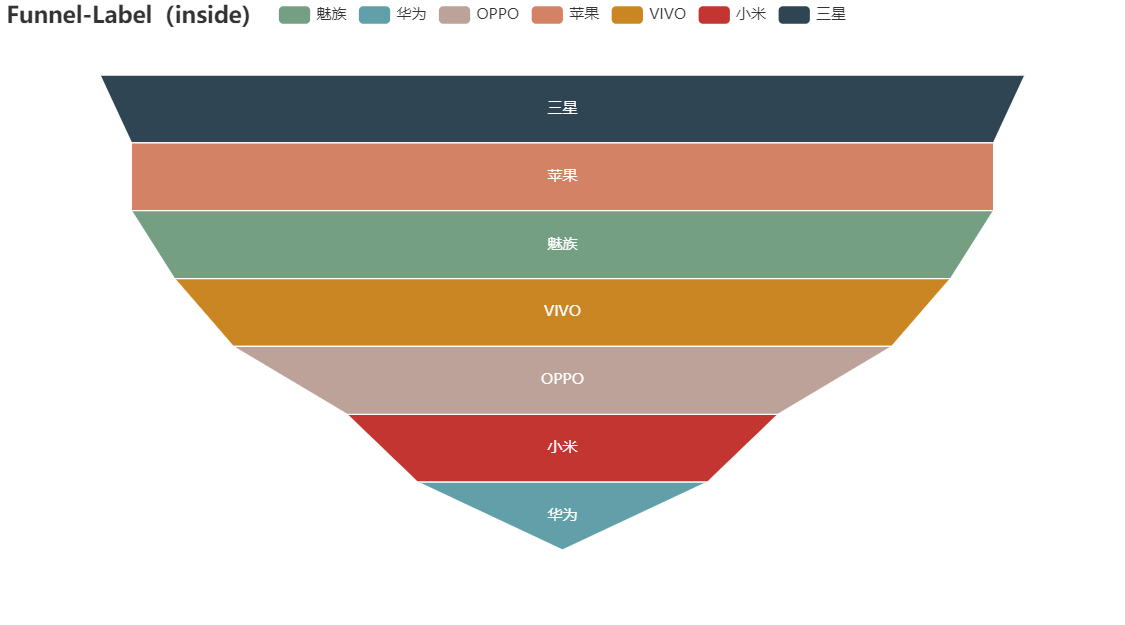 Funnel-Label（inside） 魅族 华为 OPPO 苹果 VIVO 小米 三星
三星
苹果
魅族
VIVO
OPPO
小米
华为